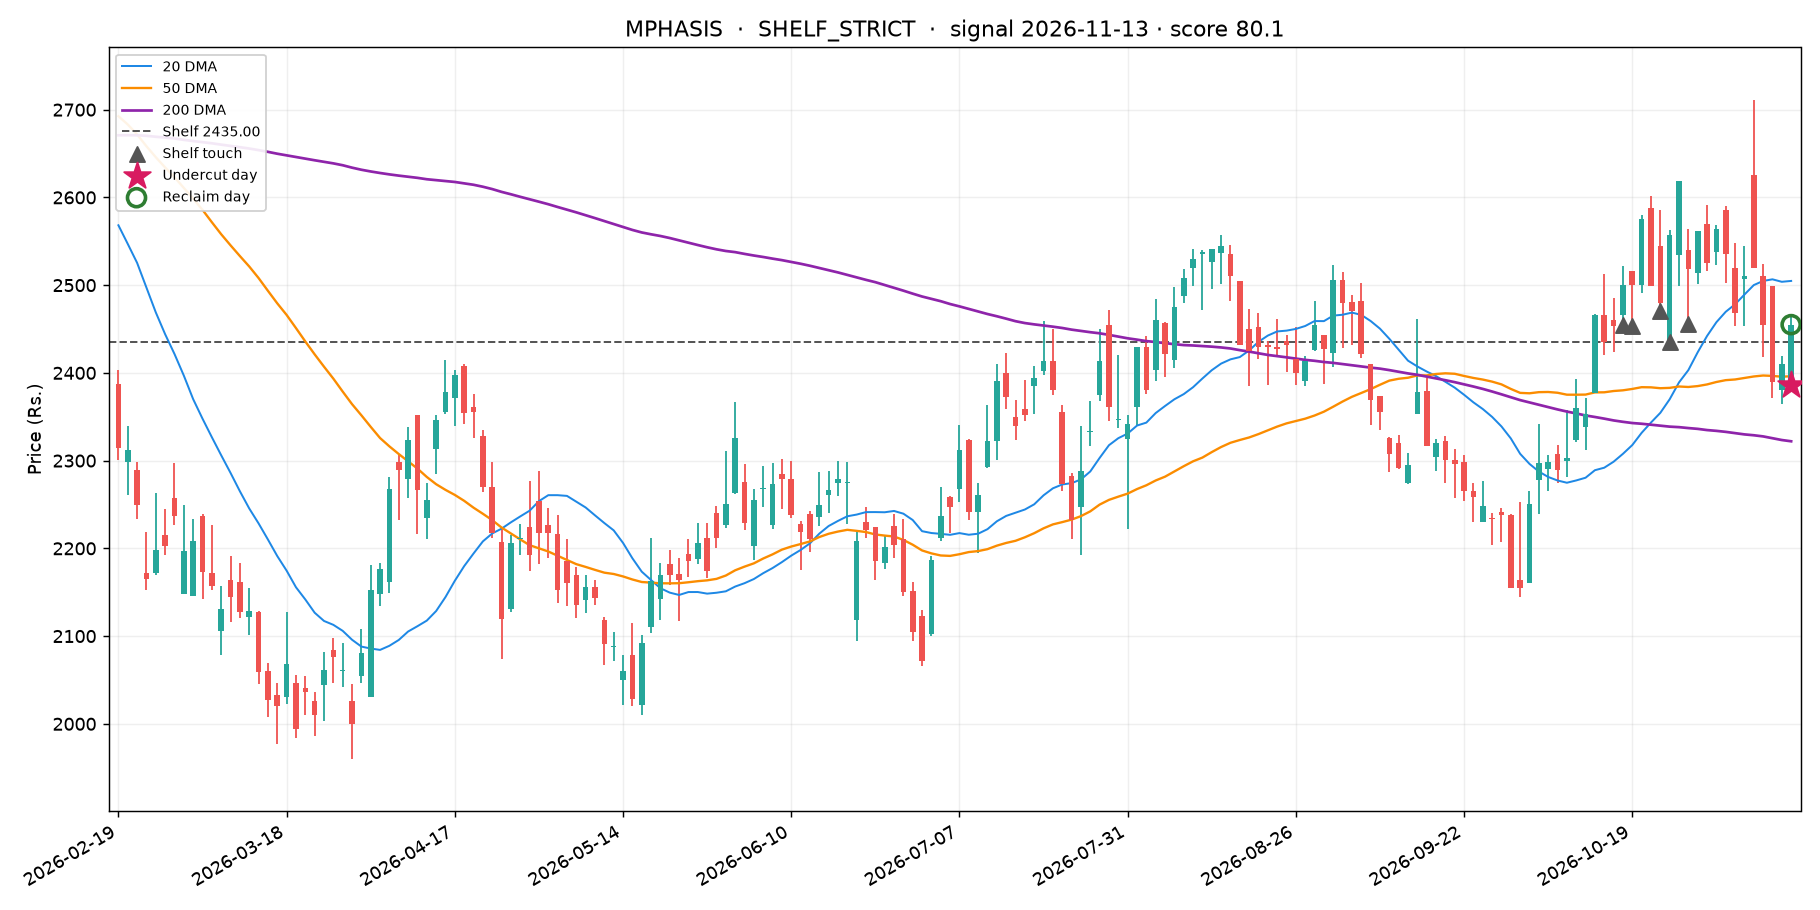 MPHASIS · SHELF_STRICT · signal 2026-11-13 · score 80.1
20 DMA
50 DMA
200 DMA
Shelf 2435.00
Shelf touch
Undercut day
Reclaim day
Price (Rs.)
2700
2600
2500
2400
2300
2200
2100
2000
2026-02-19
2026-03-18
2026-04-17
2026-05-14
2026-06-10
2026-07-07
2026-07-31
2026-08-26
2026-09-22
2026-10-19